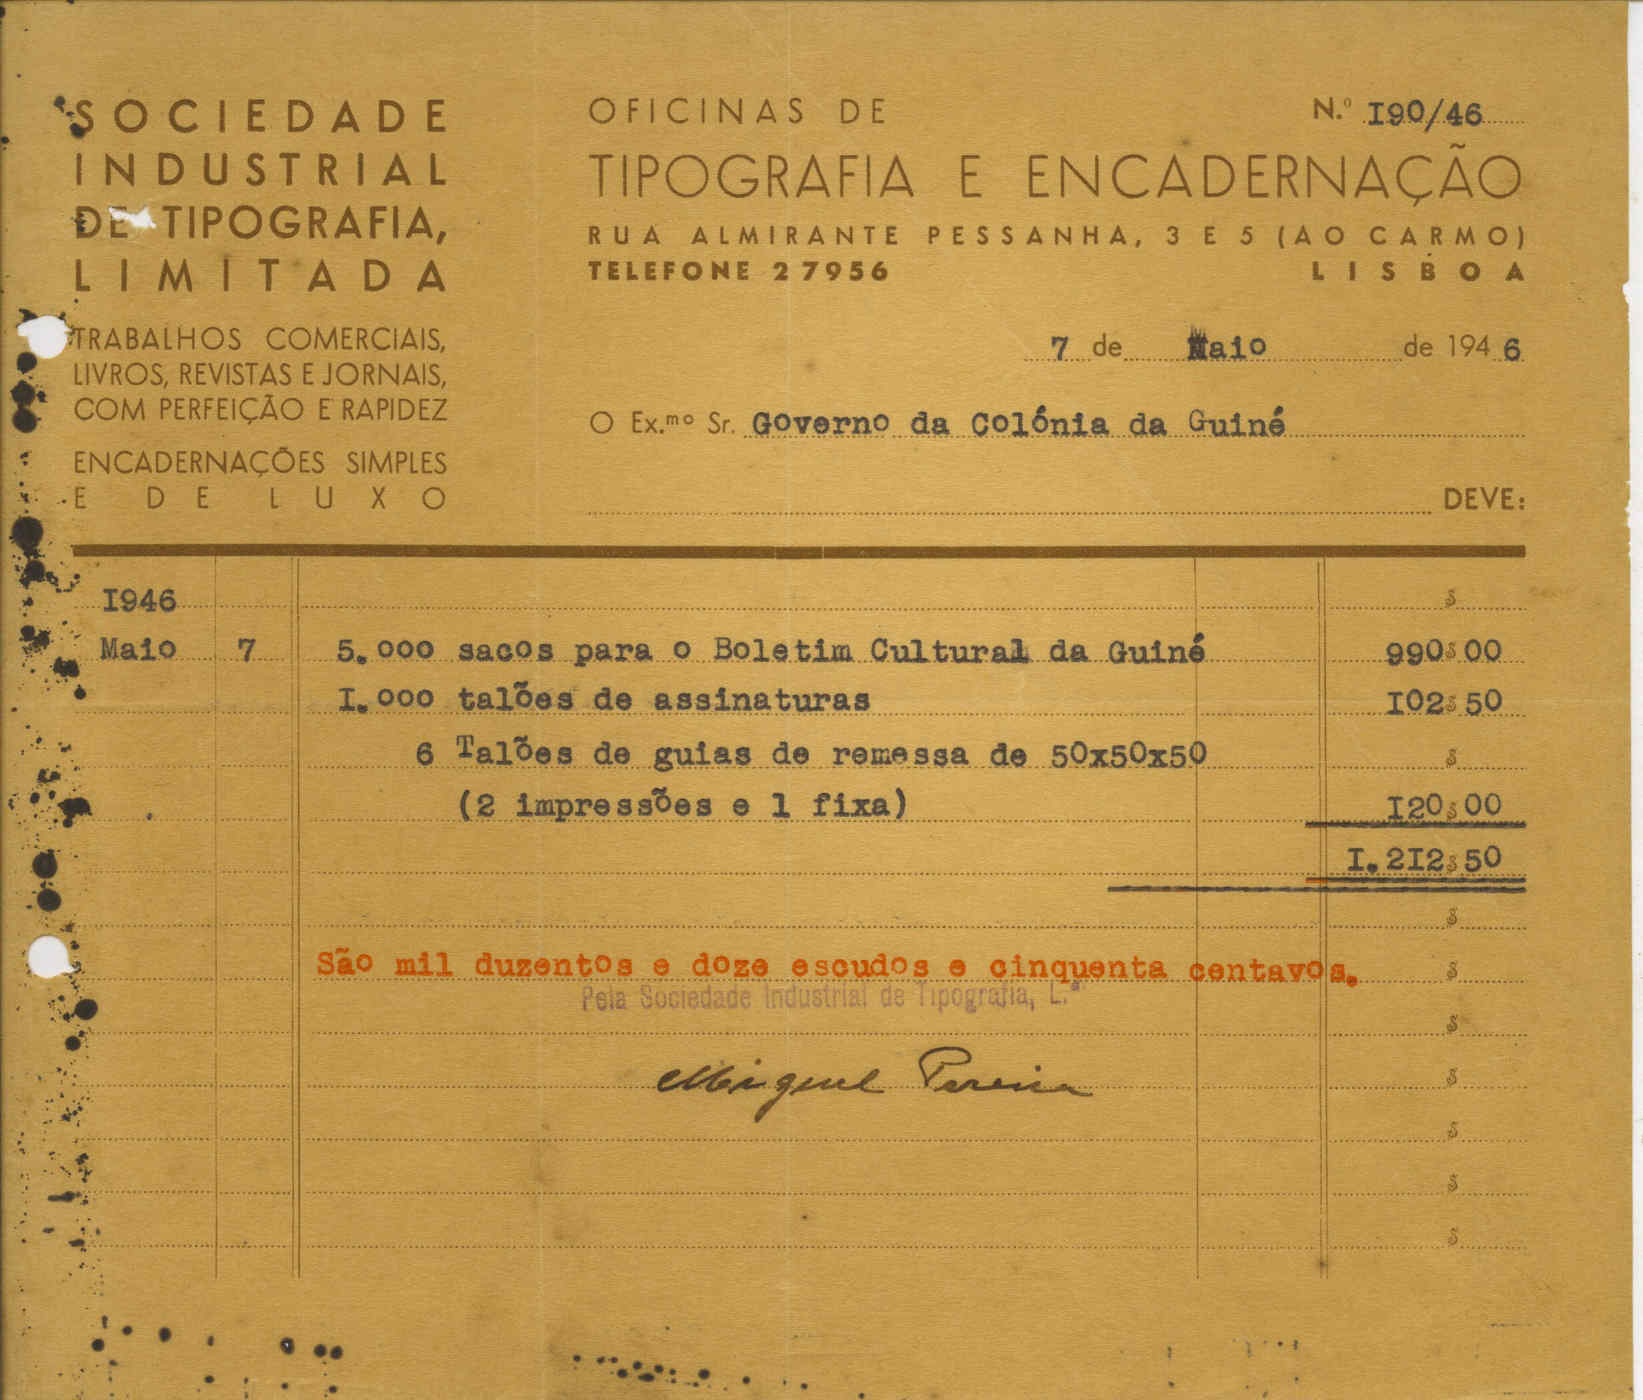 SOCIEDADE
INDUSTRIAL
DE TIPOGRAFIA,
LIMITADA
TRABALHOS COMERCIAIS,
LIVROS, REVISTAS E JORNAIS,
COM PERFEIÇÃO E RAPIDEZ
ENCADERNAÇÕES SIMPLES
E DE LUXO
OFICINAS DE
N.º I90/46
TIPOGRAFIA E ENCADERNAÇÃO
RUA ALMIRANTE PESSANHA, 3 E 5 (AO CARMO)
TELEFONE 27956 LISBOA
7 de Maio de 1946
O Ex.mo Sr. Governo da Colónia da Guiné
DEVE:
I946 $
Maio 7 5.000 sacos para o Boletim Cultural da Guiné 990$00
I.000 talões de assinaturas I02$50
6 Talões de guias de remessa de 50x50x50 $
(2 impressões e 1 fixa) I20$00
I.2I2$50
$
São mil duzentos e doze escudos e cinquenta centavos. $
Pela Sociedade Industrial de Tipografia, L.ª
$
Miguel Pereira $
$
$
$